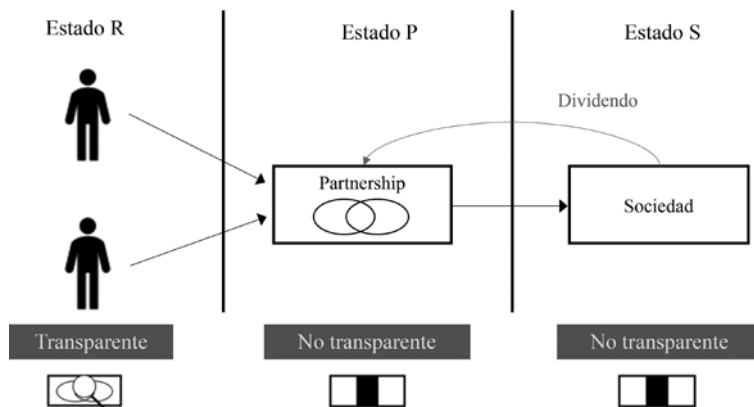 Estado R
Estado P
Estado S
Dividendo
Partnership
Sociedad
Transparente
No transparente
No transparente